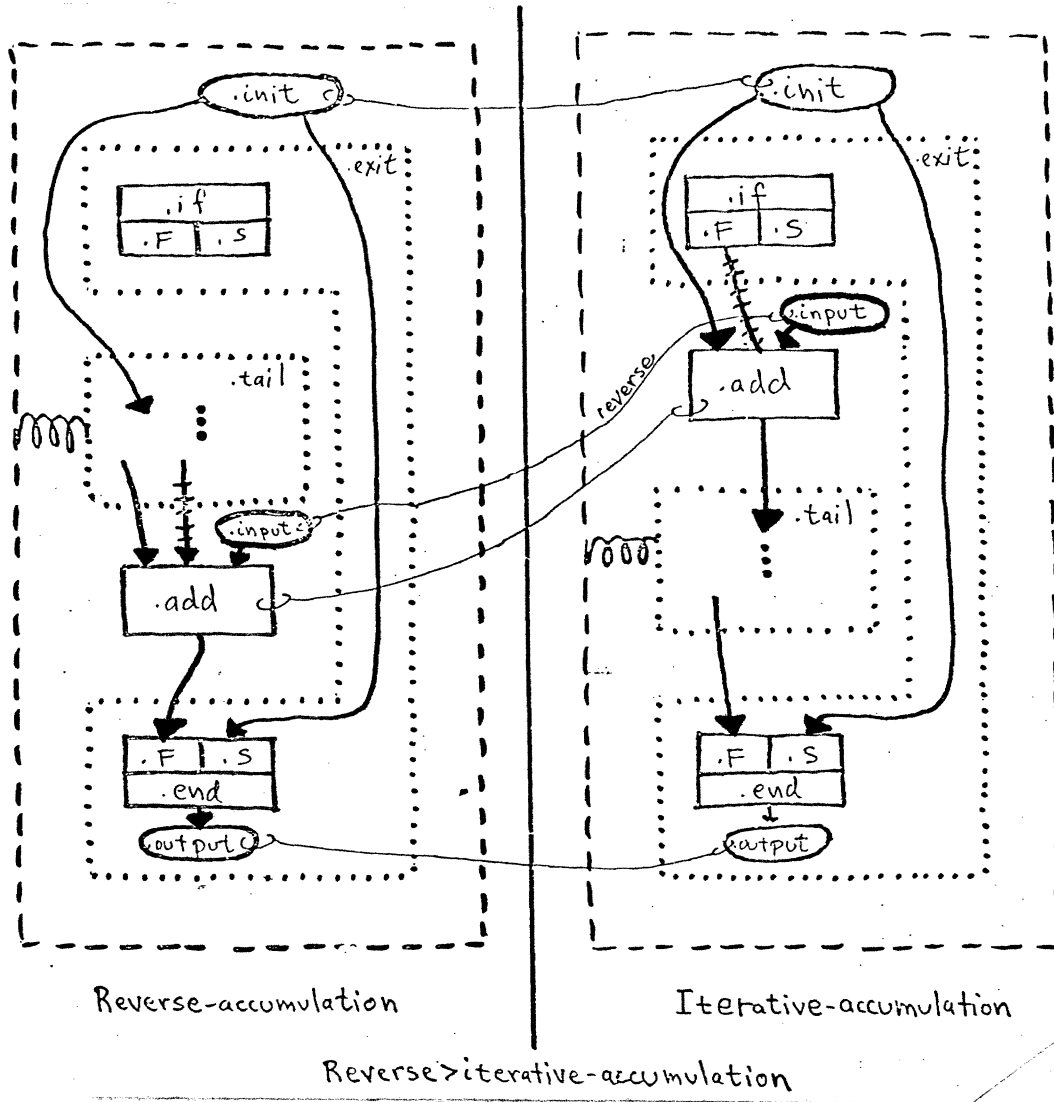 .init
.exit
.if
.F .S
.tail
.input
.add
.F .S
.end
output
reverse
.init
.exit
.if
.F .S
.input
.add
.tail
.F .S
.end
.output
Reverse-accumulation
Iterative-accumulation
Reverse>iterative-accumulation